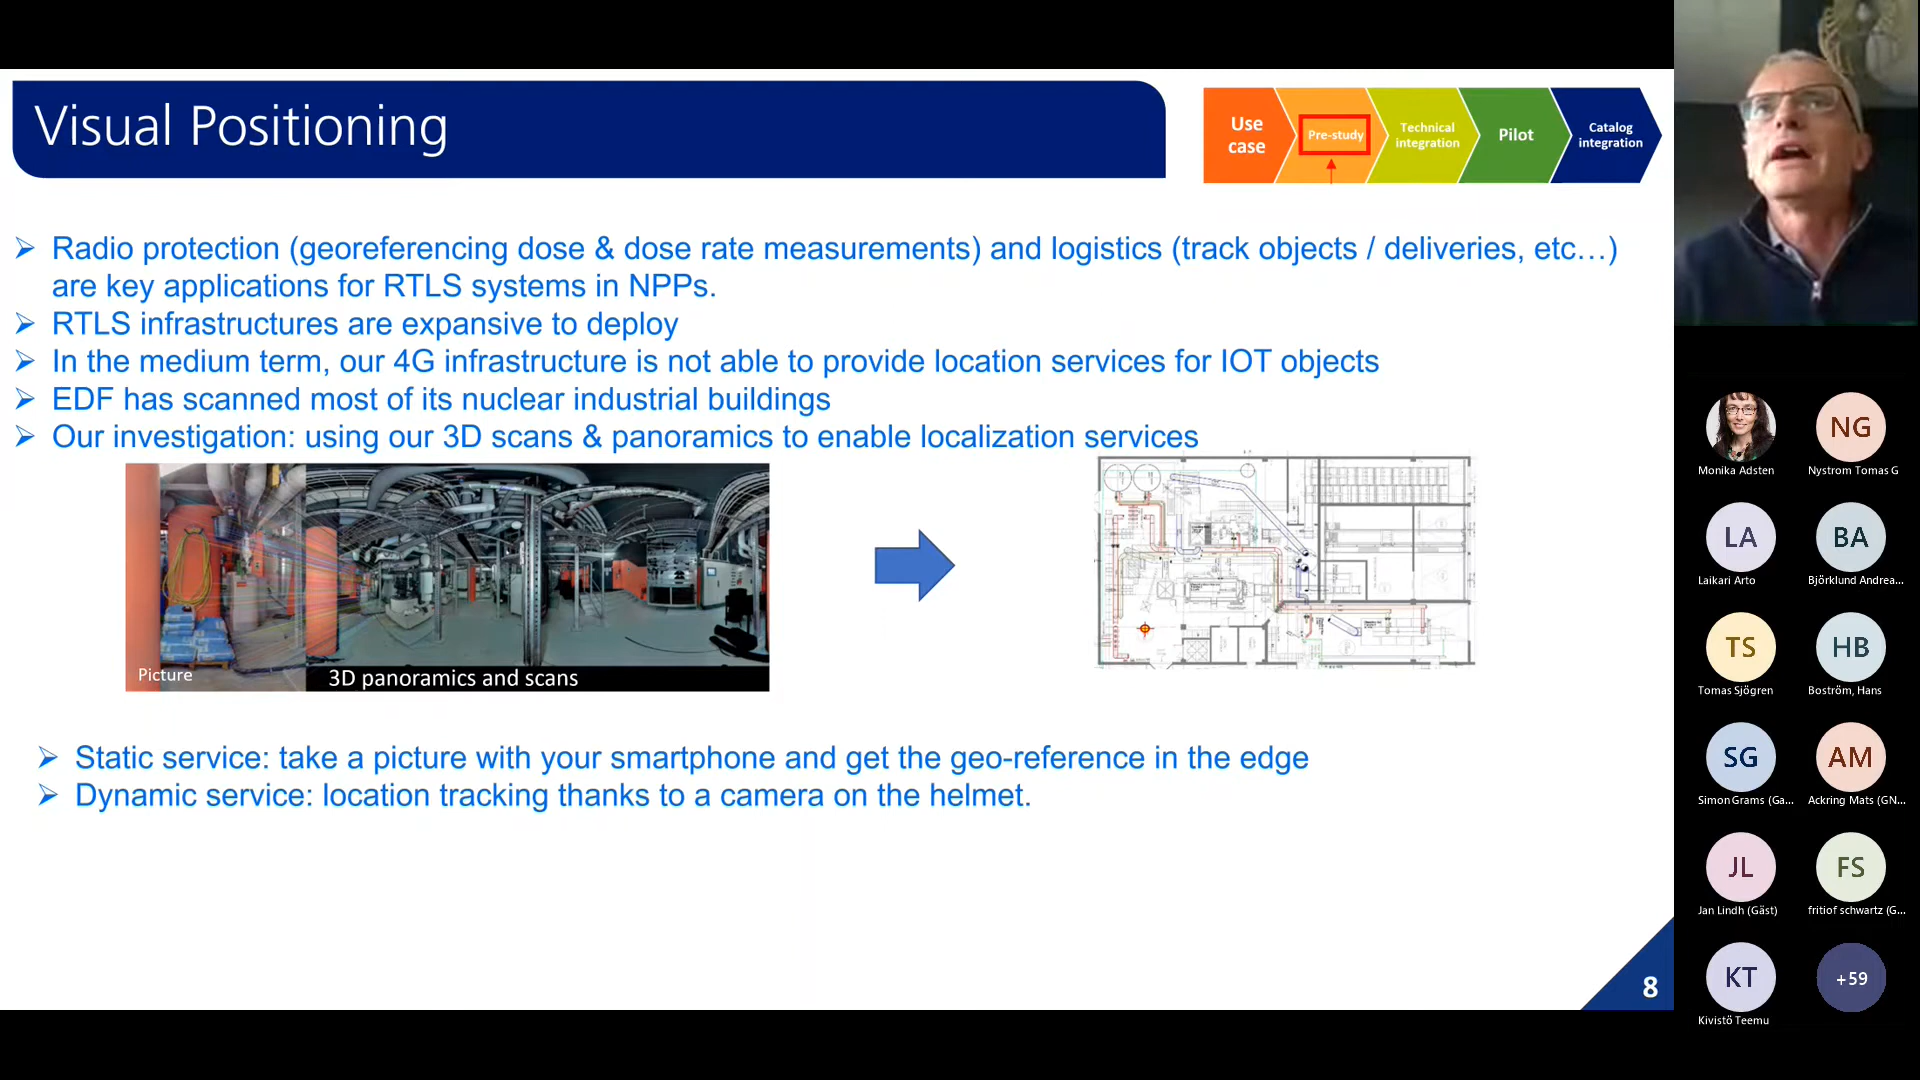 Visual Positioning
Use
case
Pre-study
Technical
integration
Pilot
Catalog
integration
Radio protection (georeferencing dose & dose rate measurements) and logistics (track objects / deliveries, etc…)
are key applications for RTLS systems in NPPs.
RTLS infrastructures are expansive to deploy
In the medium term, our 4G infrastructure is not able to provide location services for IOT objects
EDF has scanned most of its nuclear industrial buildings
Our investigation: using our 3D scans & panoramics to enable localization services
Picture
3D panoramics and scans
Static service: take a picture with your smartphone and get the geo-reference in the edge
Dynamic service: location tracking thanks to a camera on the helmet.
8
Monika Adsten
NG
Nystrom Tomas G
LA
Laikari Arto
BA
Björklund Andrea...
TS
Tomas Sjögren
HB
Boström, Hans
SG
Simon Grams (Ga...
AM
Ackring Mats (GN...
JL
Jan Lindh (Gäst)
FS
fritiof schwartz (G...
KT
Kivistö Teemu
+59